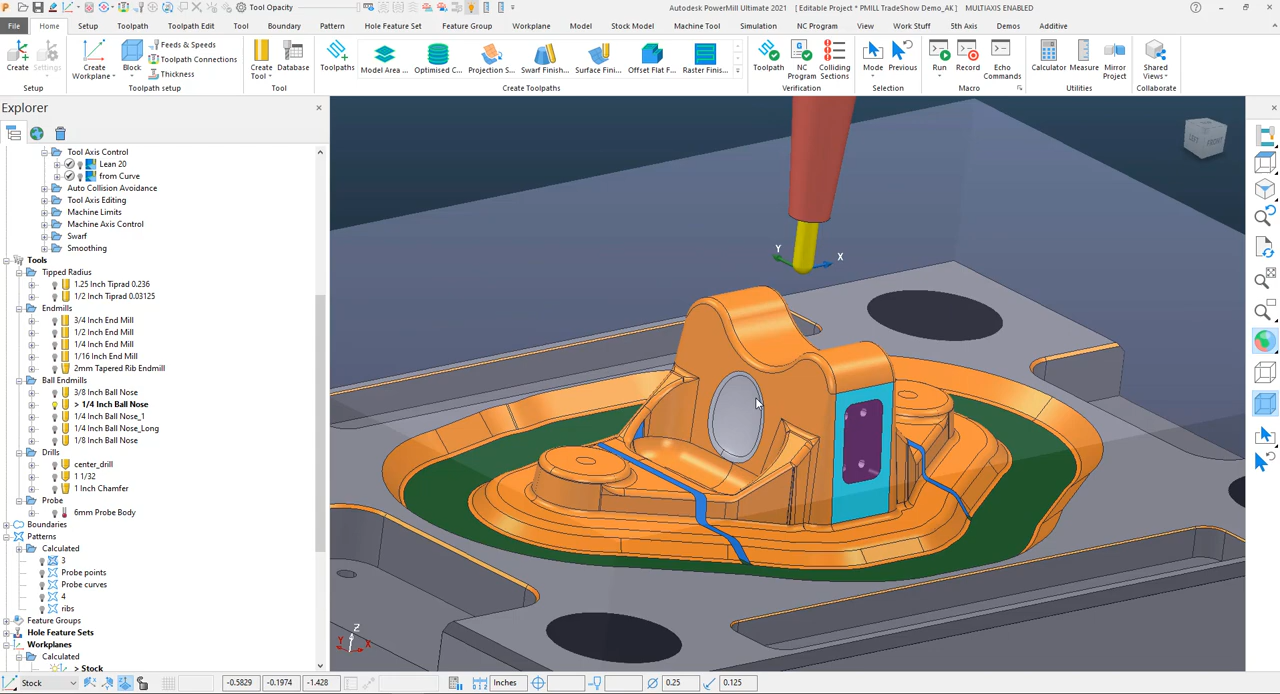 Tool Opacity
Autodesk PowerMill Ultimate 2021 [ Editable Project * PMILL TradeShow Demo_AK ] MULTIAXIS ENABLED
File Home Setup Toolpath Toolpath Edit Tool Boundary Pattern Hole Feature Set Feature Group Workplane Model Stock Model Machine Tool Simulation NC Program View Work Stuff 5th Axis Demos Additive
Create
Settings
Setup
Create Workplane
Block
Feeds & Speeds
Toolpath Connections
Thickness
Toolpath setup
Create Tool
Database
Tool
Toolpaths
Model Area ...
Optimised C...
Projection S...
Swarf Finish...
Surface Fini...
Offset Flat F...
Raster Finis...
Create Toolpaths
Toolpath
NC Program
Colliding Sections
Verification
Mode
Previous
Selection
Run
Record
Echo Commands
Macro
Calculator
Measure
Mirror Project
Utilities
Shared Views
Collaborate
Explorer
Tool Axis Control
Lean 20
from Curve
Auto Collision Avoidance
Tool Axis Editing
Machine Limits
Machine Axis Control
Swarf
Smoothing
Tools
Tipped Radius
1.25 Inch Tiprad 0.236
1/2 Inch Tiprad 0.03125
Endmills
3/4 Inch End Mill
1/2 Inch End Mill
1/4 Inch End Mill
1/16 Inch End Mill
2mm Tapered Rib Endmill
Ball Endmills
3/8 Inch Ball Nose
> 1/4 Inch Ball Nose
1/4 Inch Ball Nose_1
1/4 Inch Ball Nose_Long
1/8 Inch Ball Nose
Drills
center_drill
1 1/32
1 Inch Chamfer
Probe
6mm Probe Body
Boundaries
Patterns
Calculated
3
Probe points
Probe curves
4
ribs
Feature Groups
Hole Feature Sets
Workplanes
Calculated
> Stock
Y X
Z
Y X
Stock -0.5829 -0.1974 -1.428 Inches 0.25 0.125